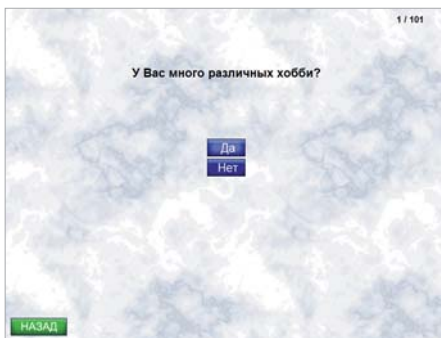 1 / 101
У Вас много различных хобби?
Да
Нет
НАЗАД